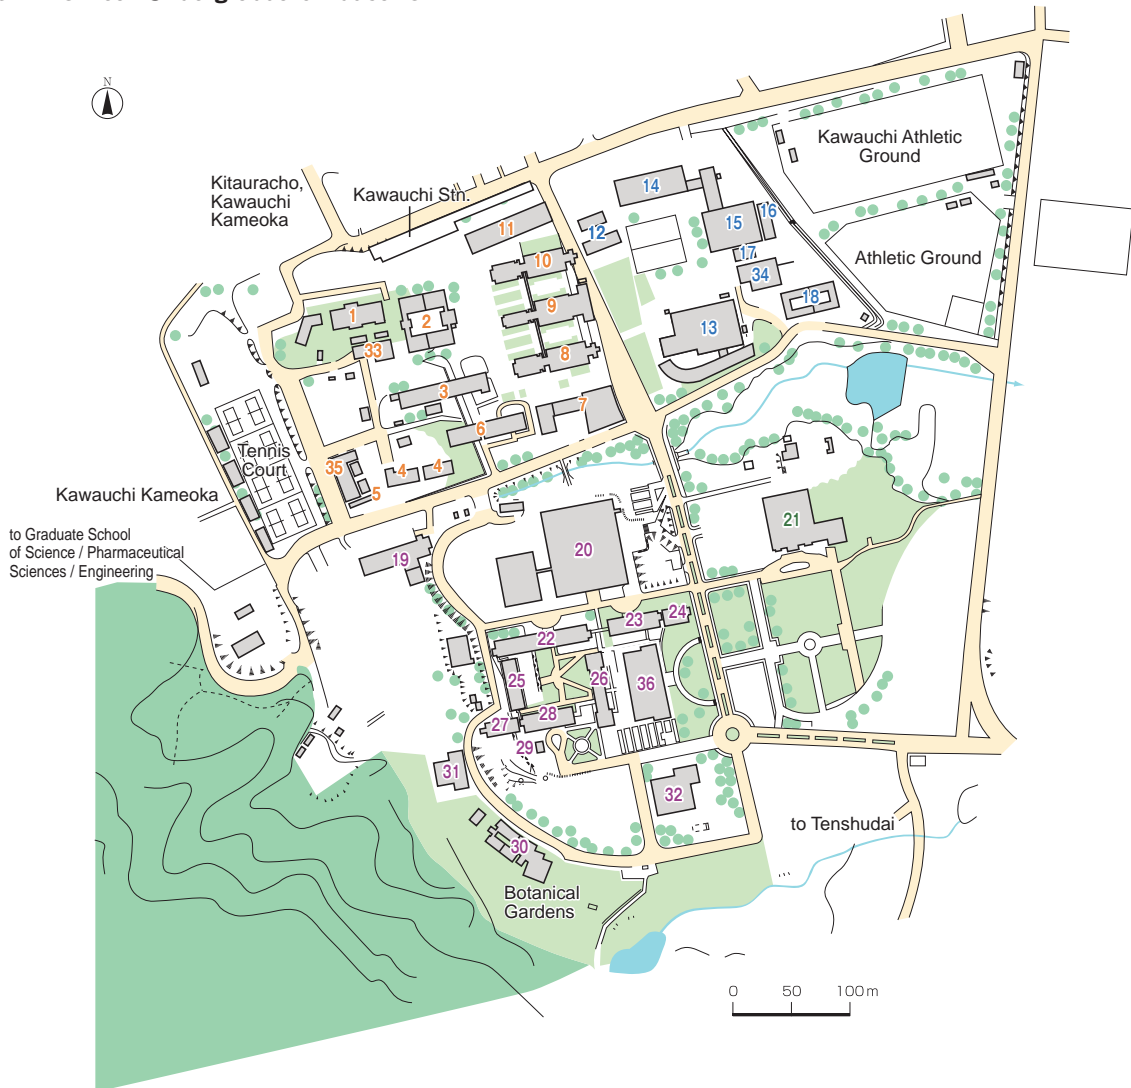 N
Kawauchi Athletic
Ground
Kitauracho,
Kawauchi
Kameoka
Kawauchi Stn.
14
16
15
11
12
17
10
Athletic Ground
34
18
9
1
2
13
33
8
3
7
6
Tennis
Court
35
4
4
5
Kawauchi Kameoka
21
to Graduate School
of Science / Pharmaceutical
Sciences / Engineering
20
19
24
23
22
25
26
36
28
27
29
31
32
to Tenshudai
30
Botanical
Gardens
0 50 100m